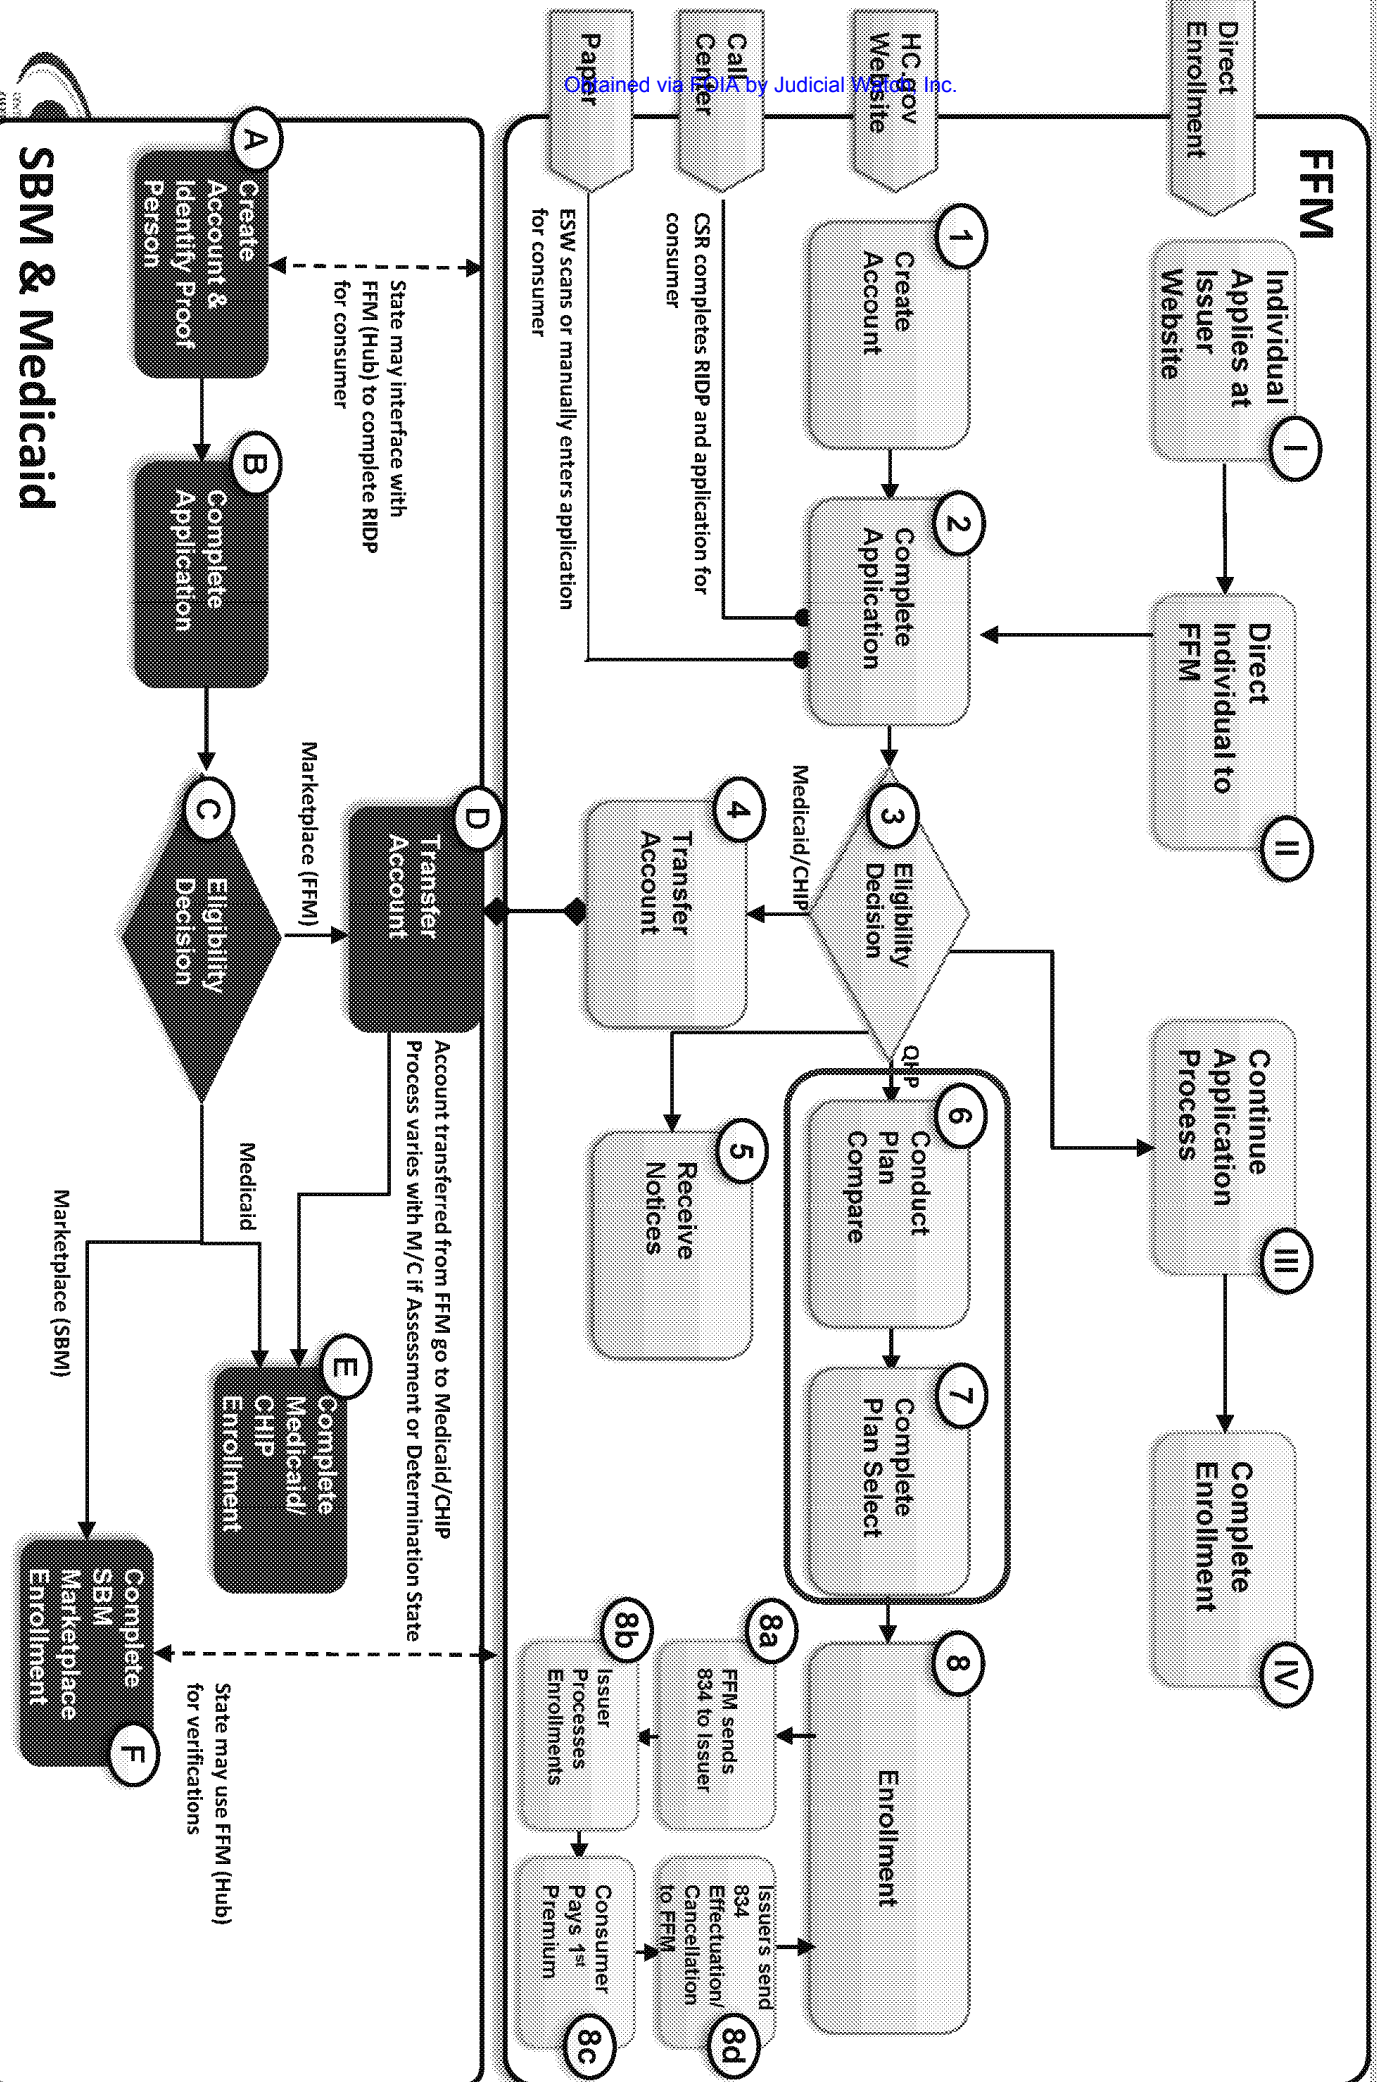 FFM
Direct
Enrollment
Individual
Applies at
Issuer
Website
I
Direct
Individual to
FFM
II
Continue
Application
Process
III
Complete
Enrollment
IV
HC.gov
Website
1
Create
Account
2
Complete
Application
3
Eligibility
Decision
QHP
6
Conduct
Plan
Compare
7
Complete
Plan Select
8
Enrollment
Call
Center
CSR completes RIDP and application for
consumer
Medicaid/CHIP
4
Transfer
Account
5
Receive
Notices
8a
FFM sends
834 to Issuer
Issuers send
834
Effectuation/
Cancellation
to FFM
8d
Paper
ESW scans or manually enters application
for consumer
8b
Issuer
Processes
Enrollments
Consumer
Pays 1st
Premium
8c
State may interface with
FFM (Hub) to complete RIDP
for consumer
D
Transfer
Account
Account transferred from FFM go to Medicaid/CHIP
Process varies with M/C if Assessment or Determination State
Marketplace (FFM)
A
Create
Account &
Identity Proof
Person
B
Complete
Application
C
Eligibility
Decision
Medicaid
E
Complete
Medicaid/
CHIP
Enrollment
State may use FFM (Hub)
for verifications
Marketplace (SBM)
Complete
SBM
Marketplace
Enrollment
F
SBM & Medicaid
Obtained via FOIA by Judicial Watch, Inc.